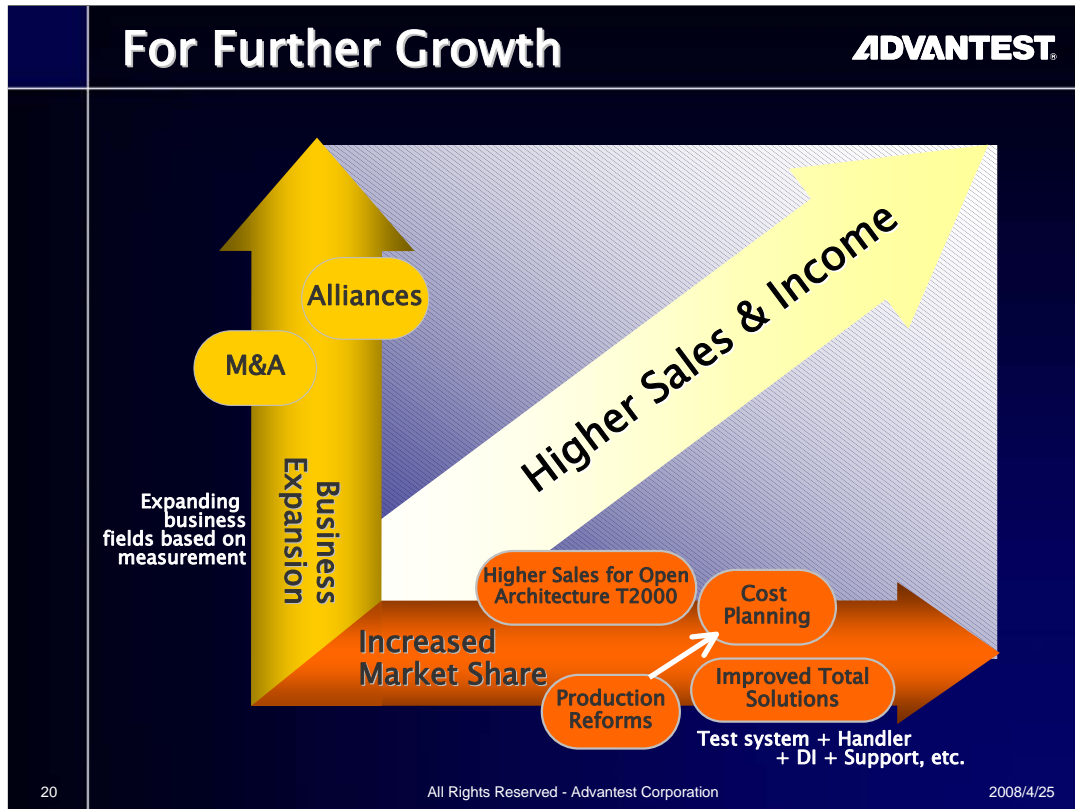 For Further Growth
ADVANTEST®
Higher Sales & Income
Alliances
M&A
Business
Expansion
Expanding
business
fields based on
measurement
Higher Sales for Open
Architecture T2000
Cost
Planning
Increased
Market Share
Production
Reforms
Improved Total
Solutions
Test system + Handler
+ DI + Support, etc.
20
All Rights Reserved - Advantest Corporation
2008/4/25